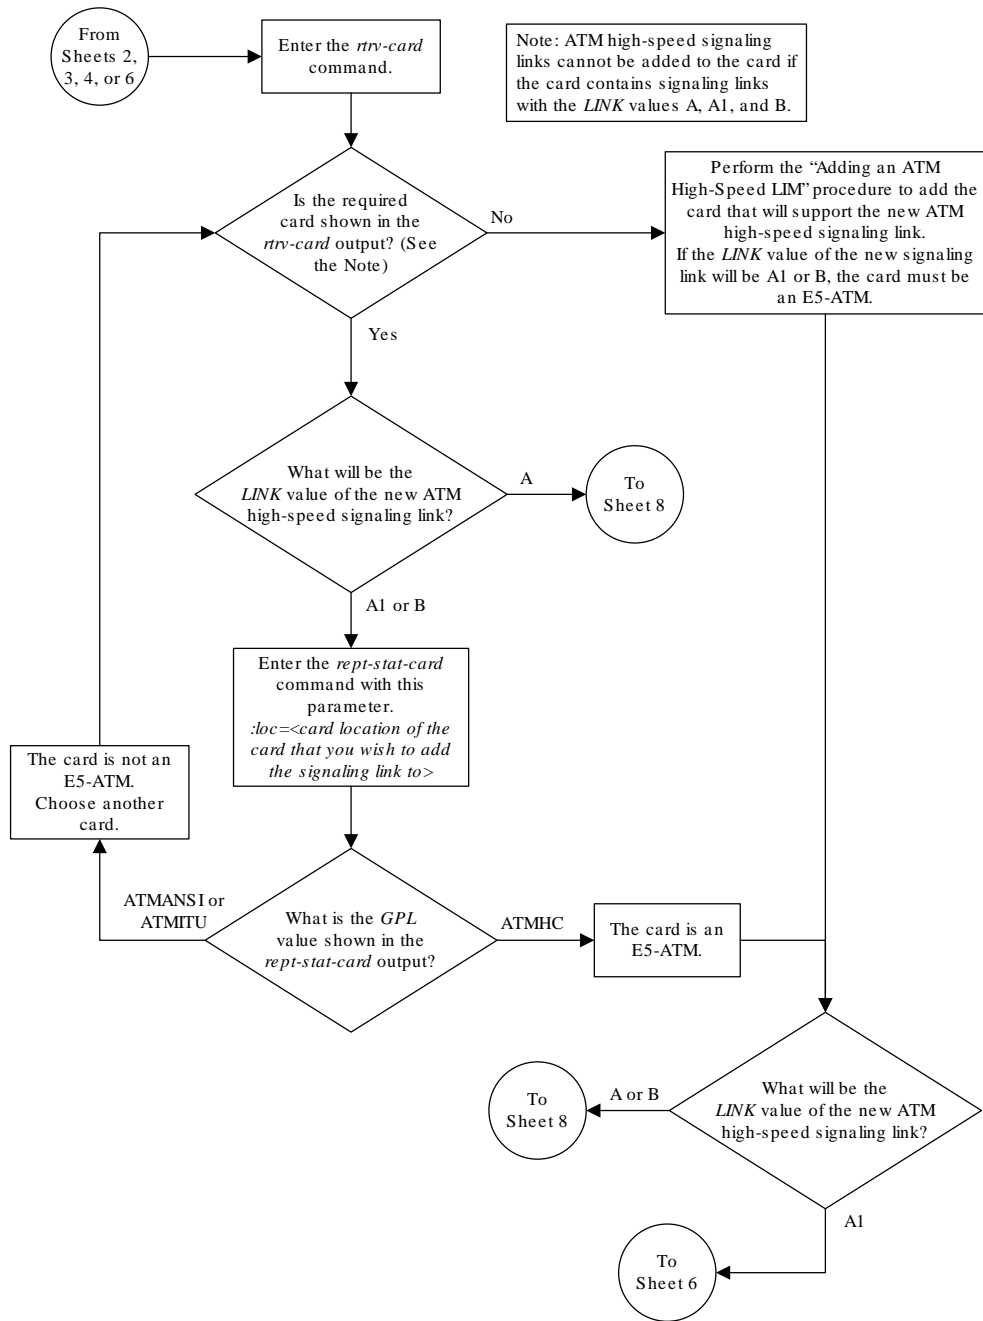 From
Sheets 2,
3, 4, or 6
Enter the rtrv-card
command.
Note: ATM high-speed signaling
links cannot be added to the card if
the card contains signaling links
with the LINK values A, A1, and B.
Is the required
card shown in the
rtrv-card output? (See
the Note)
No
Yes
Perform the “Adding an ATM
High-Speed LIM” procedure to add the
card that will support the new ATM
high-speed signaling link.
If the LINK value of the new signaling
link will be A1 or B, the card must be
an E5-ATM.
What will be the
LINK value of the new ATM
high-speed signaling link?
A
To
Sheet 8
A1 or B
Enter the rept-stat-card
command with this
parameter.
:loc=<card location of the
card that you wish to add
the signaling link to>
The card is not an
E5-ATM.
Choose another
card.
ATMANSI or
ATMITU
What is the GPL
value shown in the
rept-stat-card output?
ATMHC
The card is an
E5-ATM.
What will be the
LINK value of the new ATM
high-speed signaling link?
A or B
To
Sheet 8
A1
To
Sheet 6